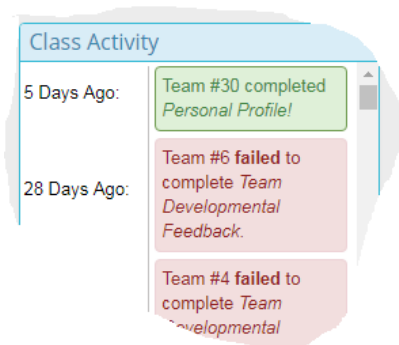 Class Activity
5 Days Ago:
Team #30 completed
Personal Profile!
28 Days Ago:
Team #6 failed to
complete Team
Developmental
Feedback.
Team #4 failed to
complete Team
Developmental